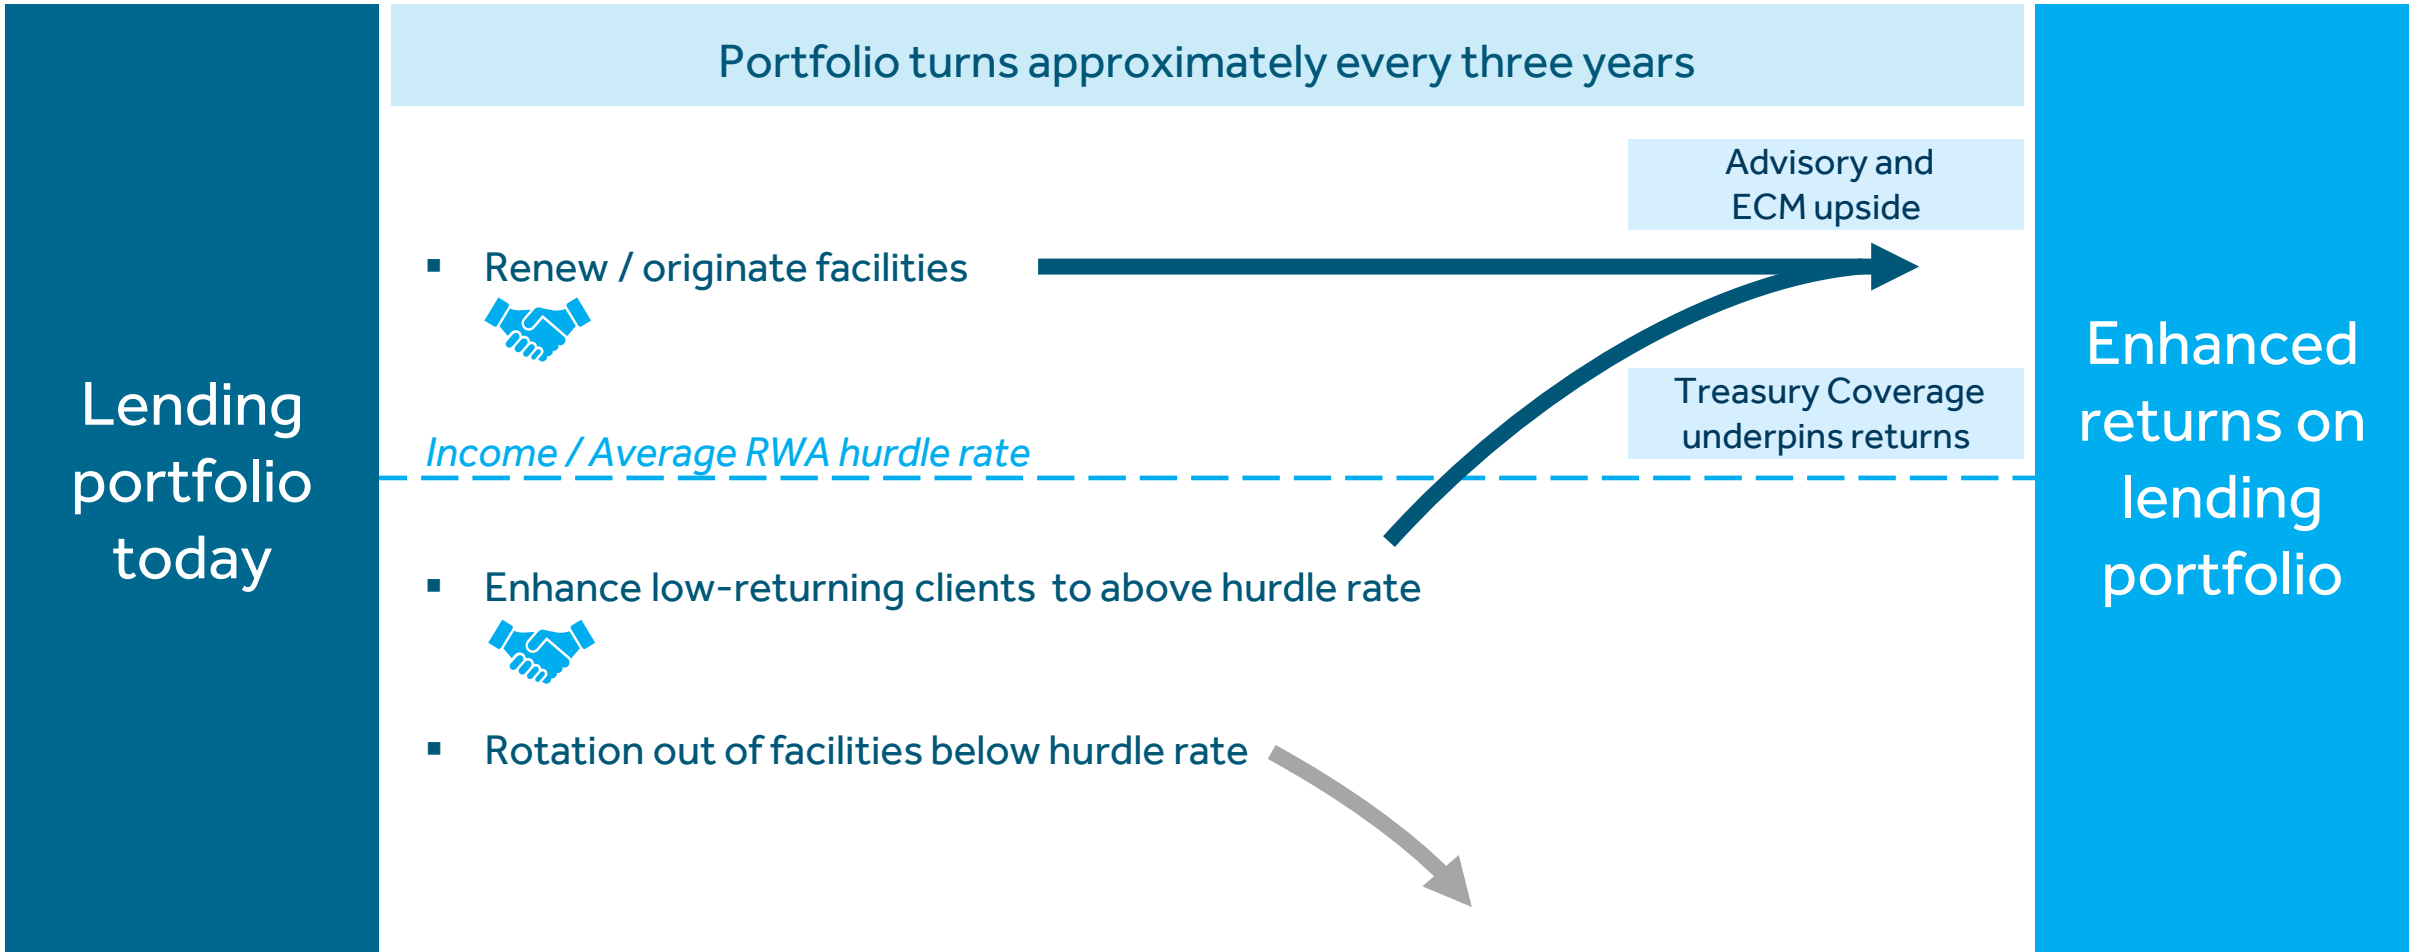 Lending
portfolio
today
Portfolio turns approximately every three years
Advisory and
ECM upside
▪ Renew / originate facilities
Treasury Coverage
underpins returns
Income / Average RWA hurdle rate
▪ Enhance low-returning clients to above hurdle rate
▪ Rotation out of facilities below hurdle rate
Enhanced
returns on
lending
portfolio